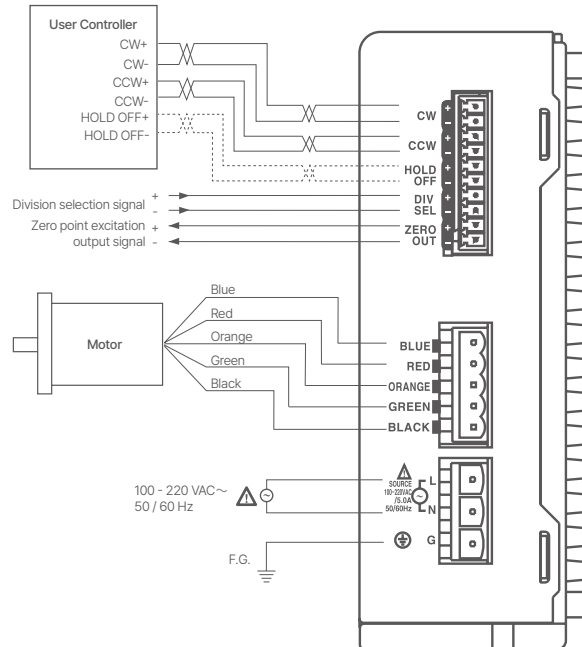 User Controller
CW+
CW-
CCW+
CCW-
HOLD OFF+
HOLD OFF-
Division selection signal
+
-
Zero point excitation
output signal
+
-
CW
+
-
CCW
+
-
HOLD
OFF
+
-
DIV
SEL
+
-
ZERO
OUT
+
-
Motor
Blue
Red
Orange
Green
Black
BLUE
RED
ORANGE
GREEN
BLACK
100 - 220 VAC～
50 / 60 Hz
SOURCE
100-220VAC
/5.0A
50/60Hz
L
N
F.G.
G